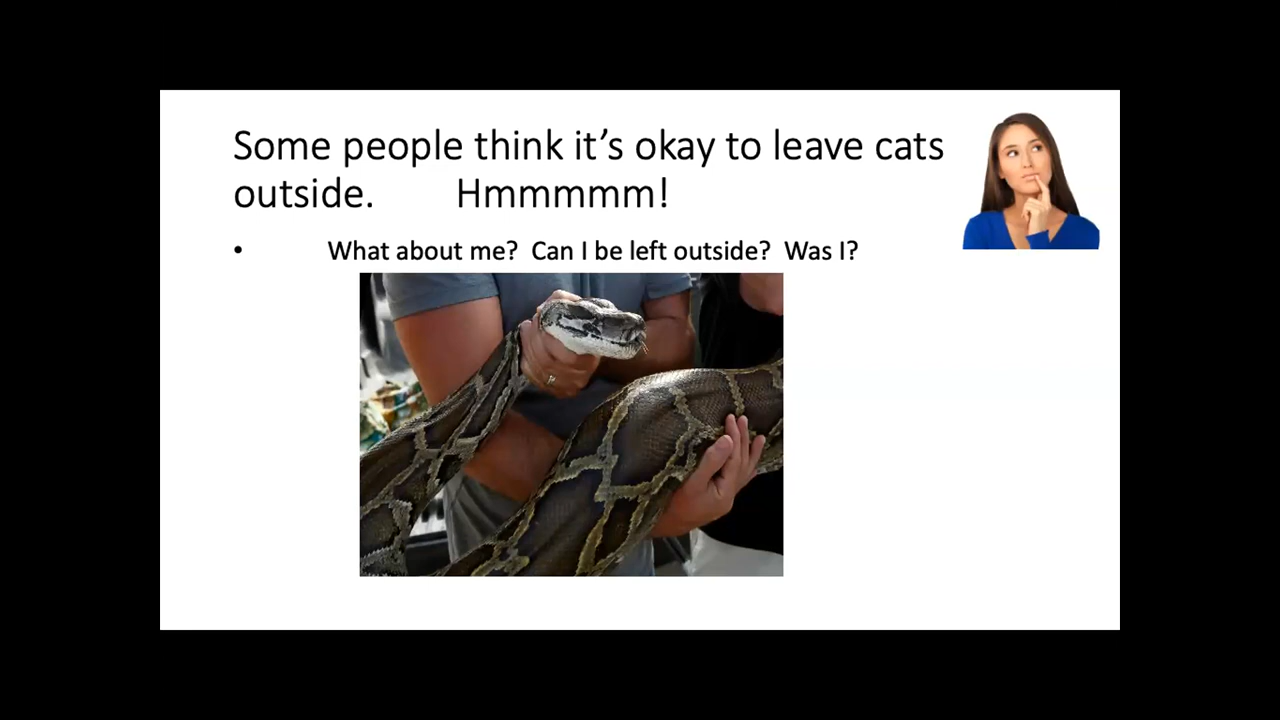 Some people think it’s okay to leave cats
outside. Hmmmmm!
• What about me? Can I be left outside? Was I?